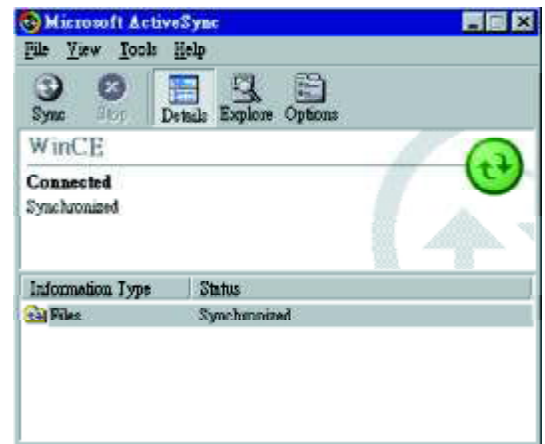 Microsoft ActiveSync
File View Tools Help
Sync Stop Details Explore Options
WinCE
Connected
Synchronized
Information Type Status
Files Synchronized